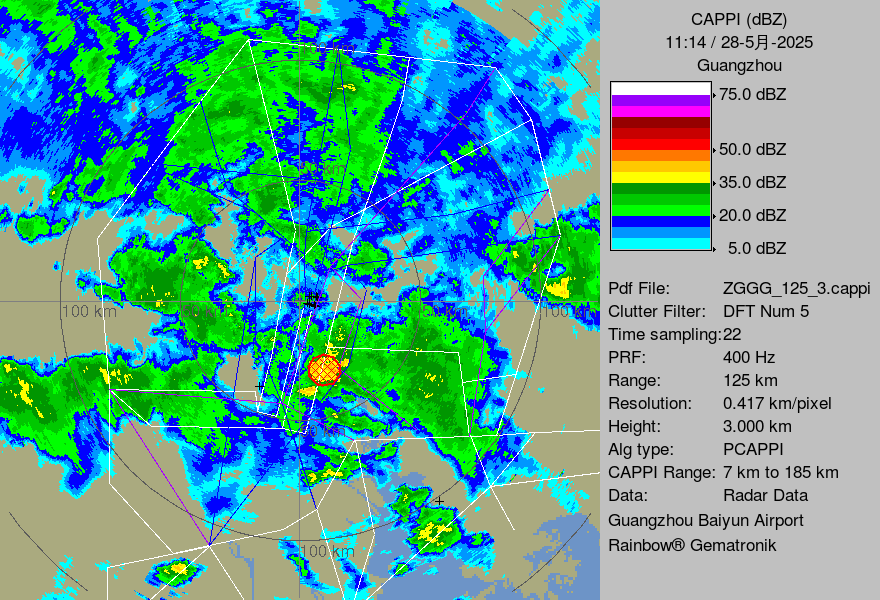 CAPPI (dBZ)
11:14 / 28-5月-2025
Guangzhou
75.0 dBZ
50.0 dBZ
35.0 dBZ
20.0 dBZ
5.0 dBZ
Pdf File: ZGGG_125_3.cappi
Clutter Filter: DFT Num 5
Time sampling:22
PRF: 400 Hz
Range: 125 km
Resolution: 0.417 km/pixel
Height: 3.000 km
Alg type: PCAPPI
CAPPI Range: 7 km to 185 km
Data: Radar Data
Guangzhou Baiyun Airport
Rainbow® Gematronik
100 km
100 km